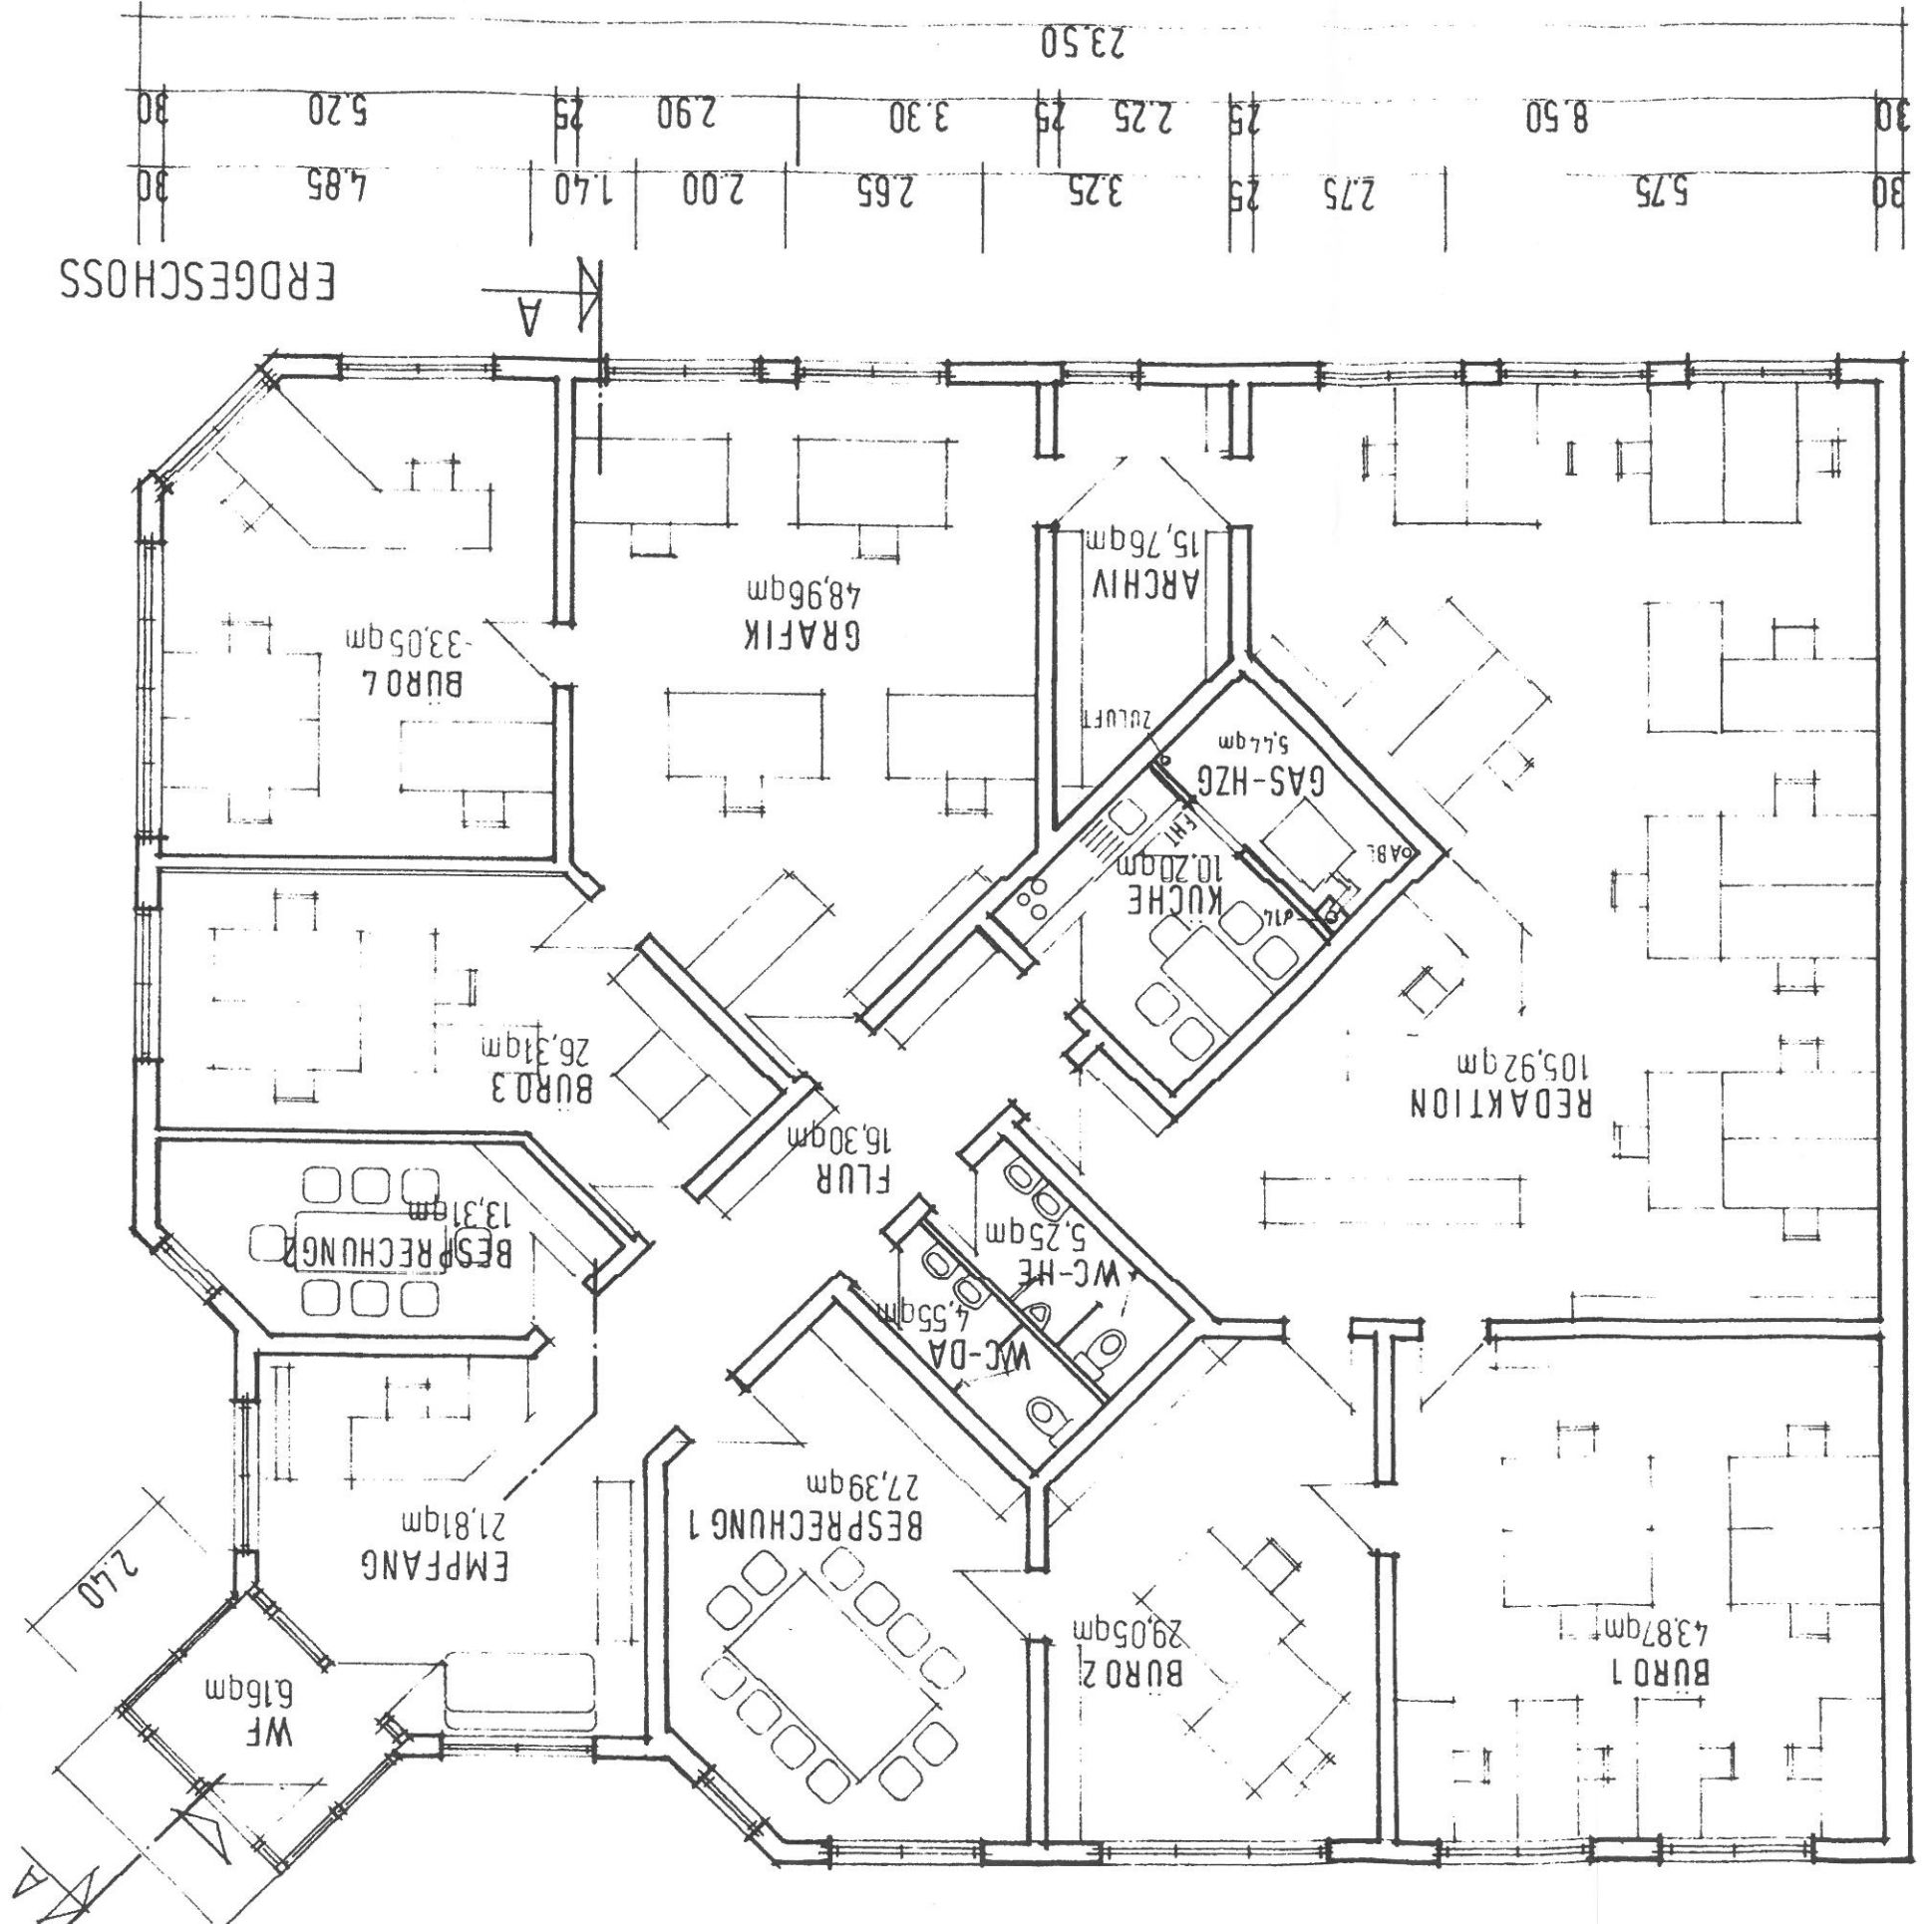 A
WF
6.16qm
BÜRO 1
43.87qm
BÜRO 2
29,05qm
2.40
EMPFANG
21,81qm
BESPRECHUNG 1
27,39qm
WC-DA
4,55qm
WC-HE
5,25qm
BESPRECHUNG 2
13,31qm
FLUR
16,30qm
REDAKTION
105,92qm
BÜRO 3
26,31qm
KÜCHE
10.20qm
ø14
ABL
GAS-HZG
5,44qm
ZULUFT
BÜRO 4
33,05qm
GRAFIK
48,96qm
ARCHIV
15,76qm
A
ERDGESCHOSS
30 5.75 2.75 25 3.25 2.65 2.00 1.40 4.85 30
30 8.50 25 2.25 25 3.30 2.90 25 5.20 30
23.50